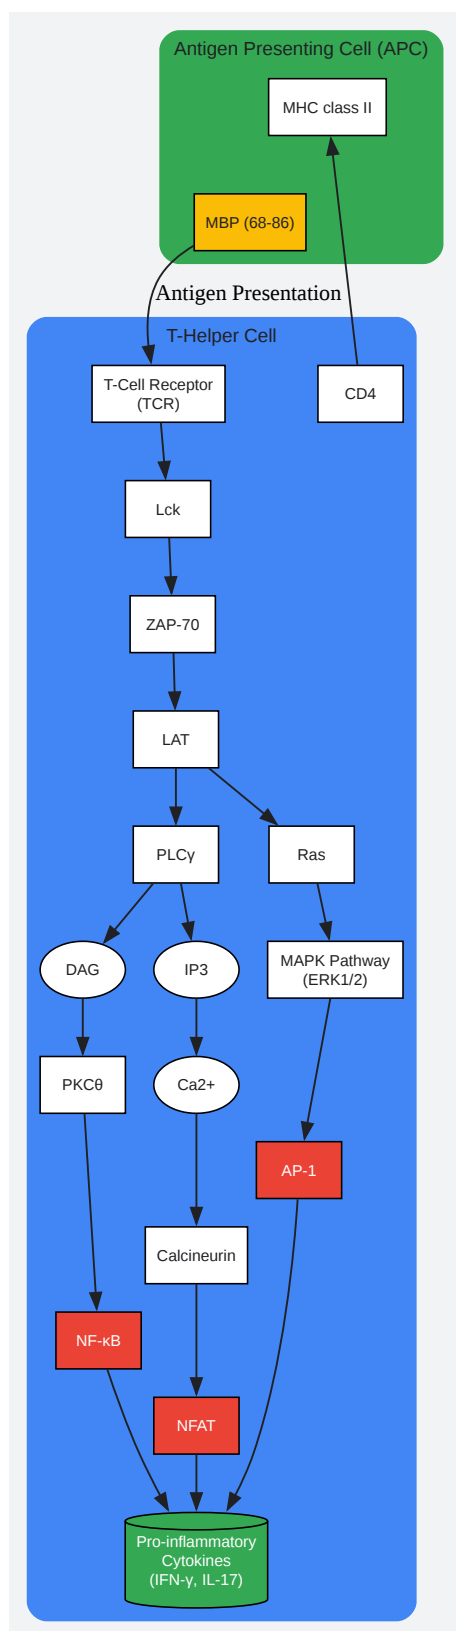 Antigen Presenting Cell (APC)
MHC class II
MBP (68-86)
Antigen Presentation
T-Helper Cell
T-Cell Receptor
(TCR)
CD4
Lck
ZAP-70
LAT
PLCγ
Ras
DAG
IP3
MAPK Pathway
(ERK1/2)
PKCθ
Ca2+
AP-1
Calcineurin
NF-κB
NFAT
Pro-inflammatory
Cytokines
(IFN-γ, IL-17)